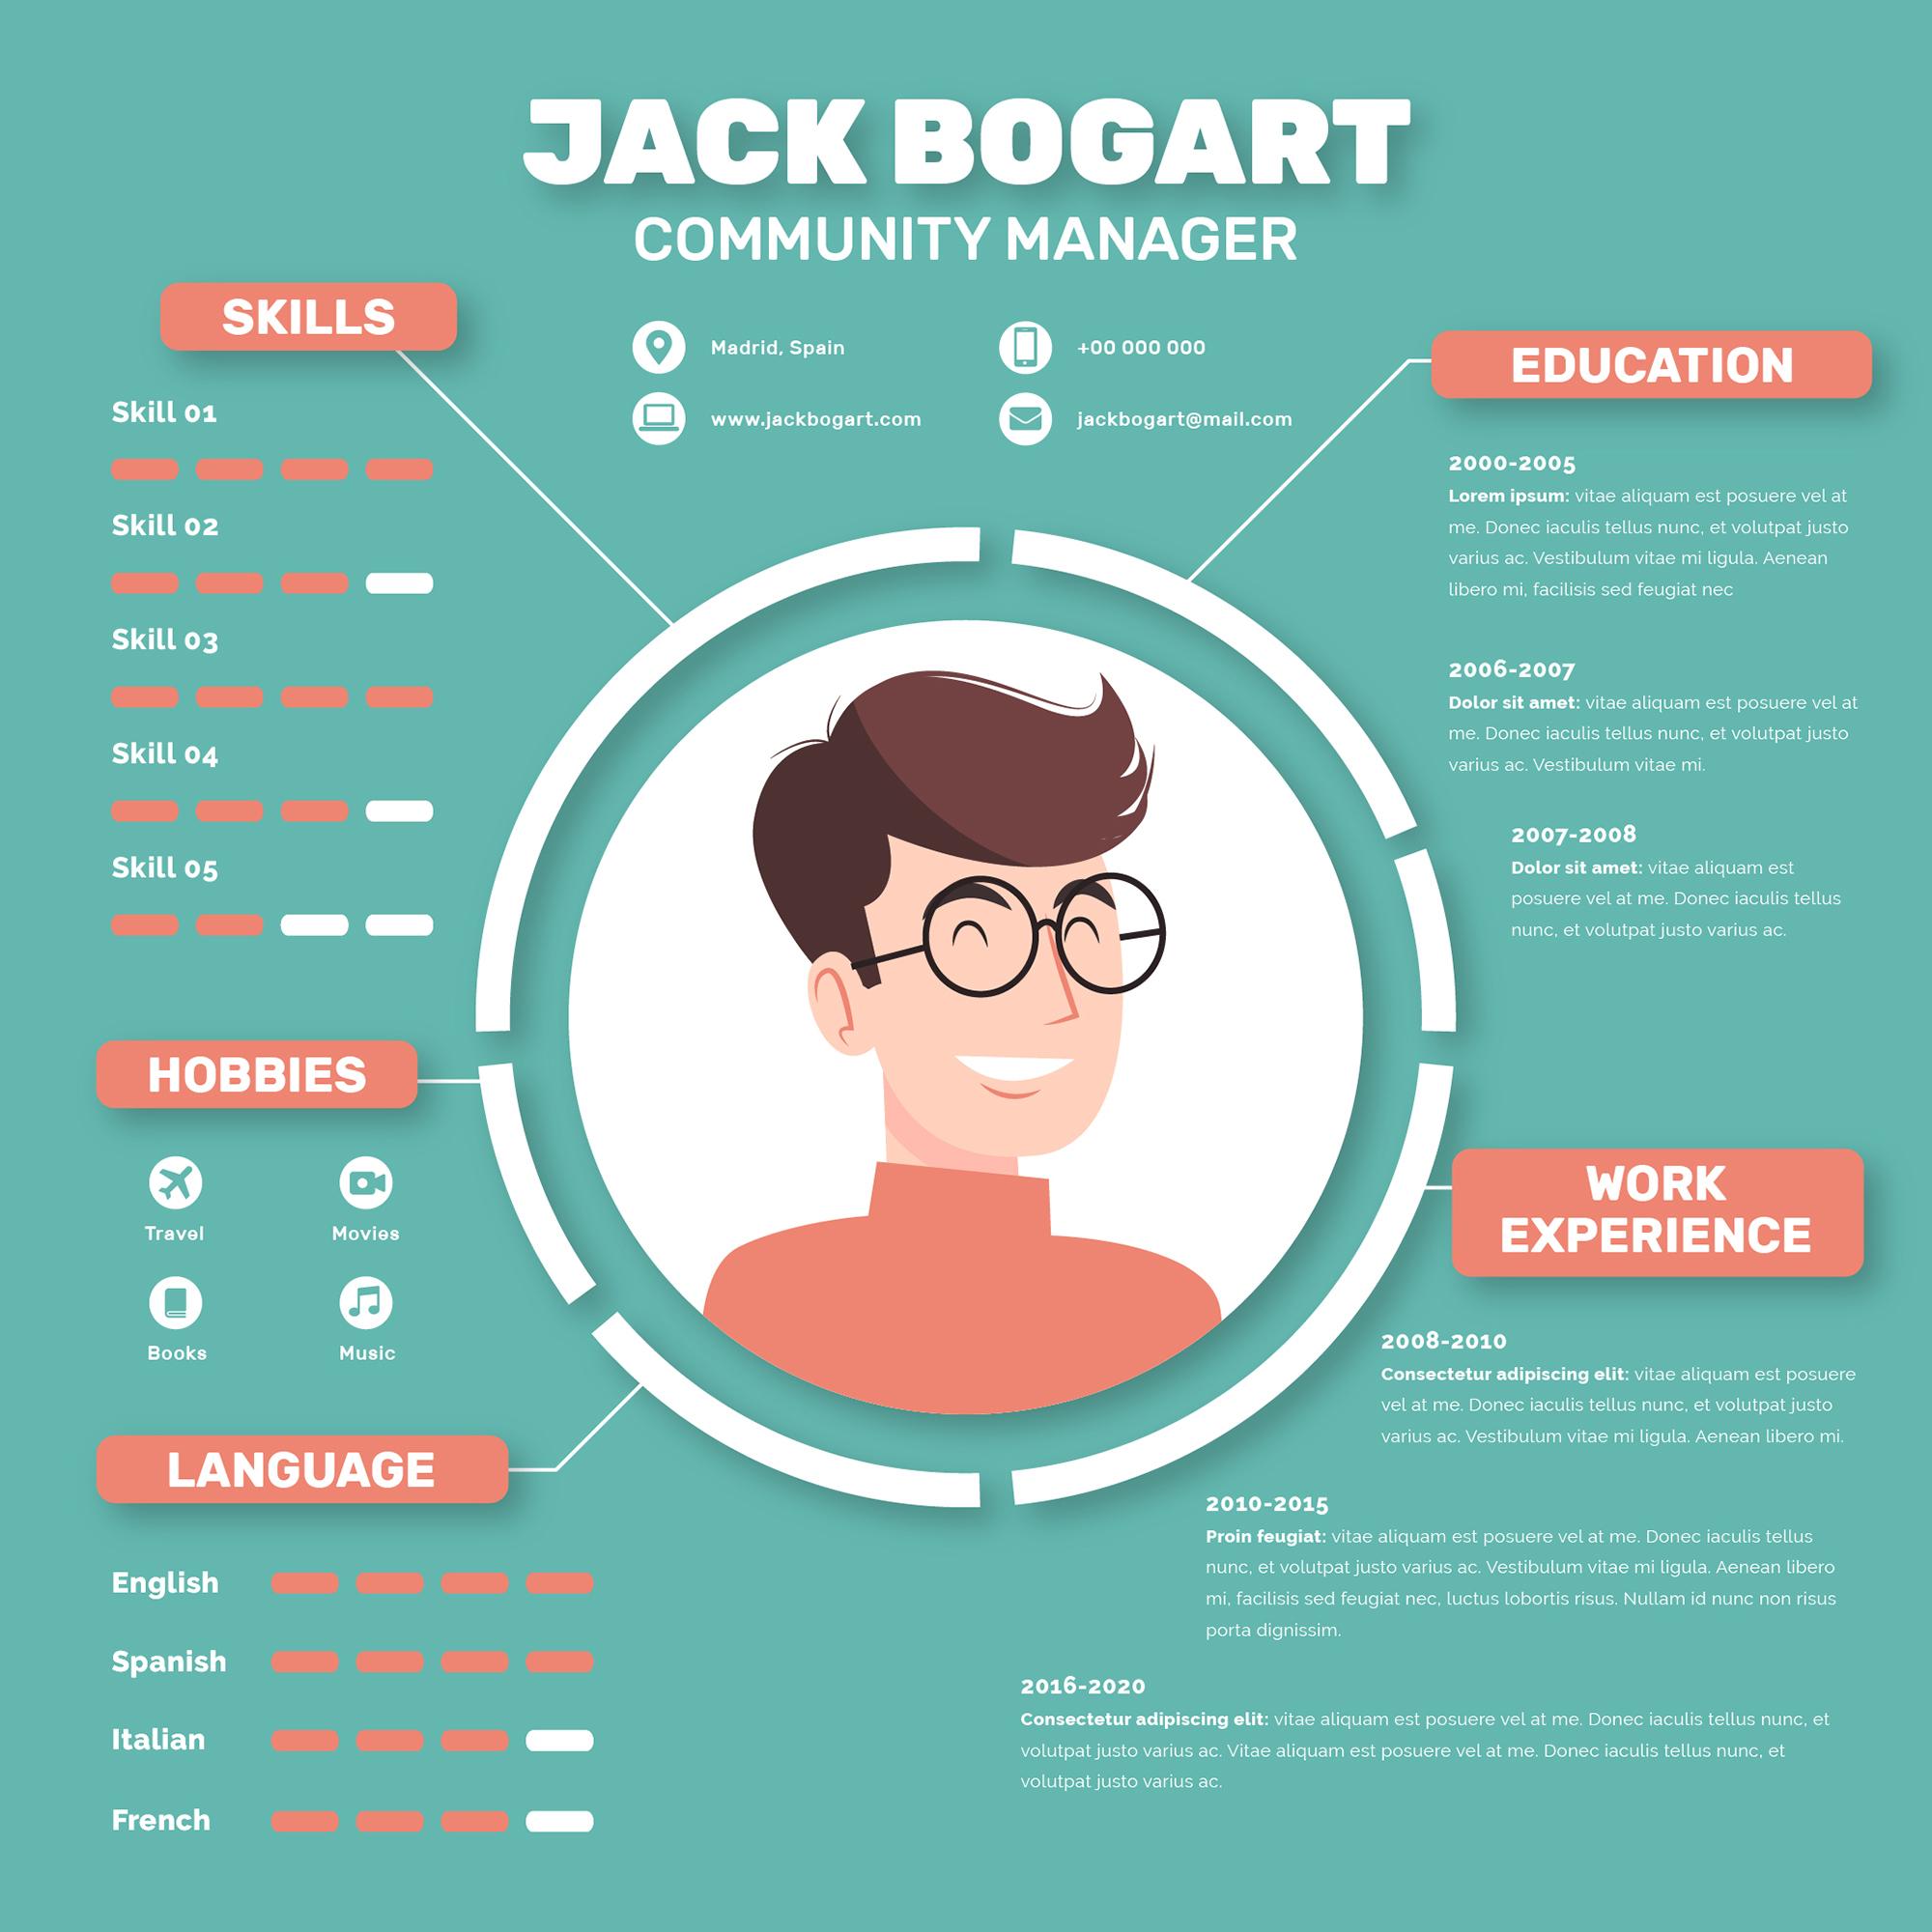 JACK BOGART
COMMUNITY MANAGER
Madrid, Spain
+00 000 000
www.jackbogart.com
jackbogart@mail.com
SKILLS
Skill 01
Skill 02
Skill 03
Skill 04
Skill 05
HOBBIES
Travel
Movies
Books
Music
LANGUAGE
English
Spanish
Italian
French
EDUCATION
2000-2005
Lorem ipsum: vitae aliquam est posuere vel at
me. Donec iaculis tellus nunc, et volutpat justo
varius ac. Vestibulum vitae mi ligula. Aenean
libero mi, facilisis sed feugiat nec
2006-2007
Dolor sit amet: vitae aliquam est posuere vel at
me. Donec iaculis tellus nunc, et volutpat justo
varius ac. Vestibulum vitae mi.
2007-2008
Dolor sit amet: vitae aliquam est
posuere vel at me. Donec iaculis tellus
nunc, et volutpat justo varius ac.
WORK
EXPERIENCE
2008-2010
Consectetur adipiscing elit: vitae aliquam est posuere
vel at me. Donec iaculis tellus nunc, et volutpat justo
varius ac. Vestibulum vitae mi ligula. Aenean libero mi.
2010-2015
Proin feugiat: vitae aliquam est posuere vel at me. Donec iaculis tellus
nunc, et volutpat justo varius ac. Vestibulum vitae mi ligula. Aenean libero
mi, facilisis sed feugiat nec, luctus lobortis risus. Nullam id nunc non risus
porta dignissim.
2016-2020
Consectetur adipiscing elit: vitae aliquam est posuere vel at me. Donec iaculis tellus nunc, et
volutpat justo varius ac. Vitae aliquam est posuere vel at me. Donec iaculis tellus nunc, et
volutpat justo varius ac.